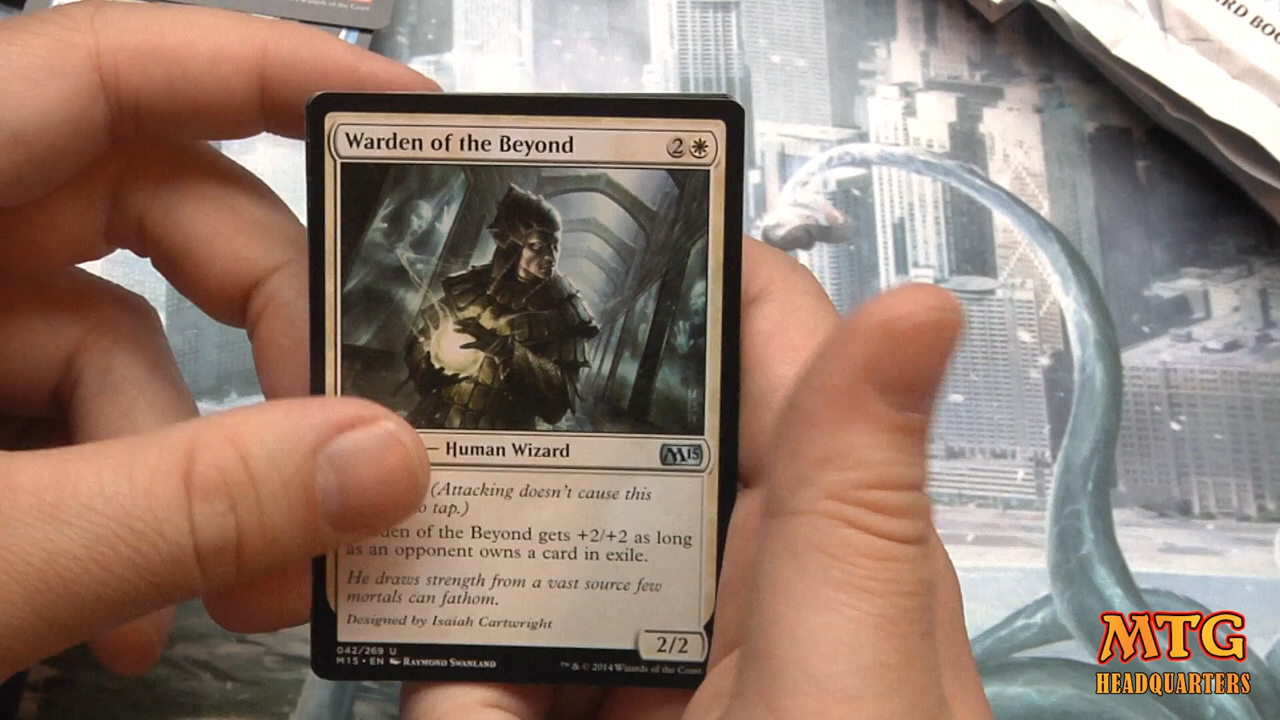 Warden of the Beyond 2
— Human Wizard M15
(Attacking doesn't cause this
to tap.)
den of the Beyond gets +2/+2 as long
as an opponent owns a card in exile.
He draws strength from a vast source few
mortals can fathom.
Designed by Isaiah Cartwright
2/2
042/269 U
M15 • EN Raymond Swanland
™ & © 2014 Wizards of the Coast
MTG
HEADQUARTERS